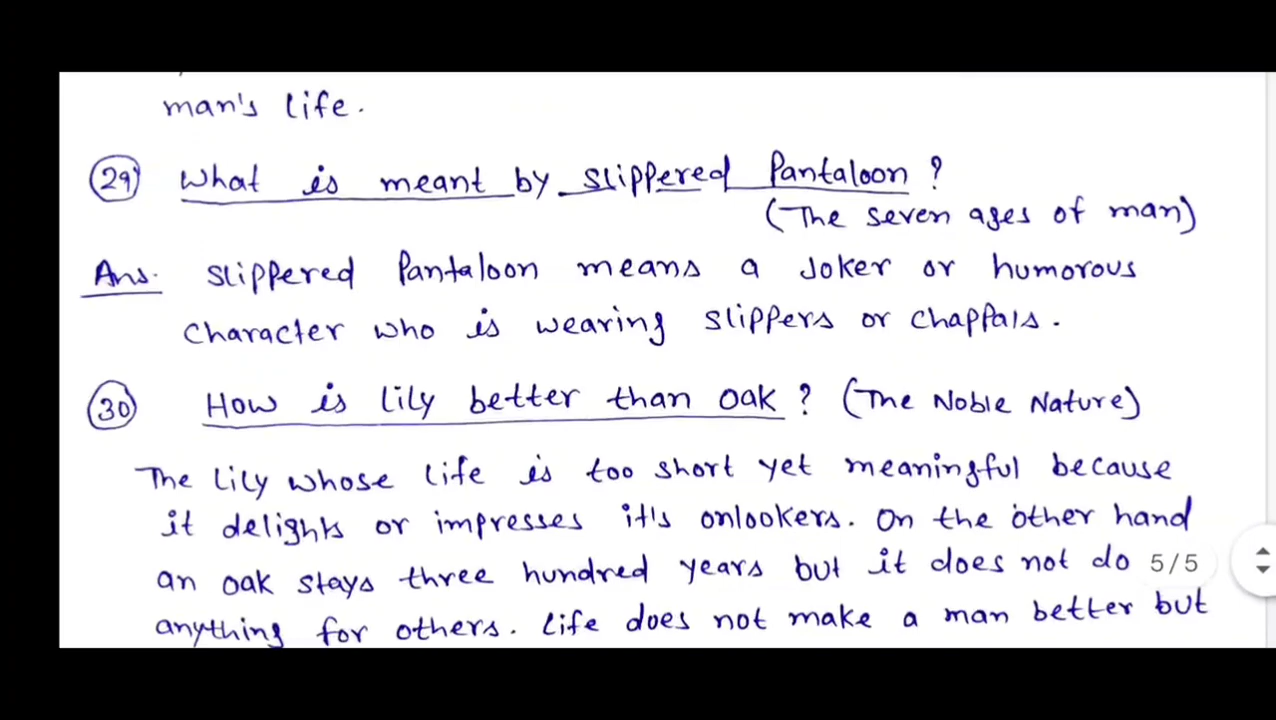 man's life.
29 What is meant by slippered Pantaloon ?
(The seven ages of man)
Ans. Slippered Pantaloon means a Joker or humorous
character who is wearing slippers or chappals.
30 How is lily better than oak ? (The Noble Nature)
The Lily whose life is too short yet meaningful because
it delights or impresses it's onlookers. On the other hand
an oak stays three hundred years but it does not do
5/5
anything for others. Life does not make a man better but